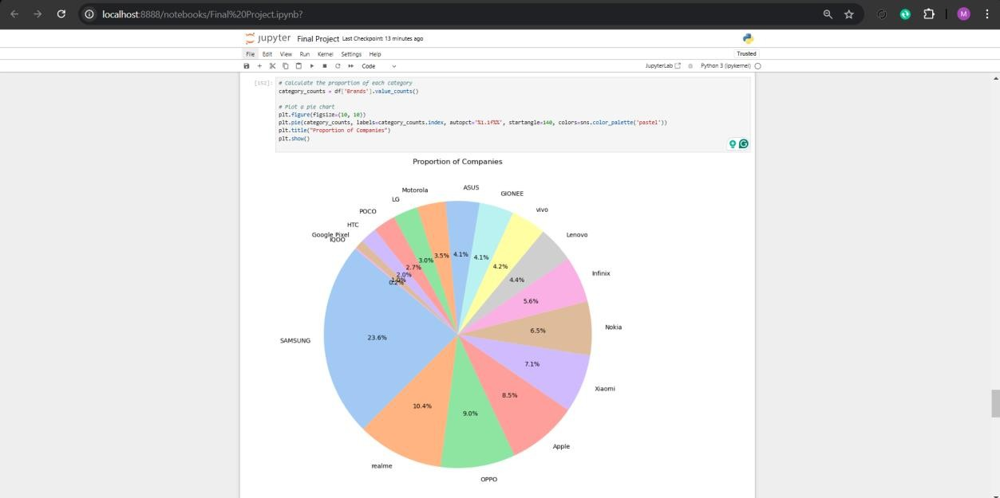 localhost:8888/notebooks/Final%20Project.ipynb?
M
jupyter Final Project Last Checkpoint: 13 minutes ago
File Edit View Run Kernel Settings Help
Trusted
Code
JupyterLab
Python 3 (ipykernel)
[152]:
# Calculate the proportion of each category
category_counts = df['Brands'].value_counts()
# Plot a pie chart
plt.figure(figsize=(10, 10))
plt.pie(category_counts, labels=category_counts.index, autopct='%1.1f%%', startangle=140, colors=sns.color_palette('pastel'))
plt.title("Proportion of Companies")
plt.show()
Proportion of Companies
ASUS
Motorola
GIONEE
LG
vivo
POCO
HTC
Google Pixel
IQOO
Lenovo
Infinix
Nokia
Xiaomi
Apple
OPPO
realme
SAMSUNG
4.1%
3.5%
4.1%
3.0%
4.2%
2.7%
2.0%
1.0%
0.2%
4.4%
5.6%
6.5%
7.1%
8.5%
9.0%
10.4%
23.6%